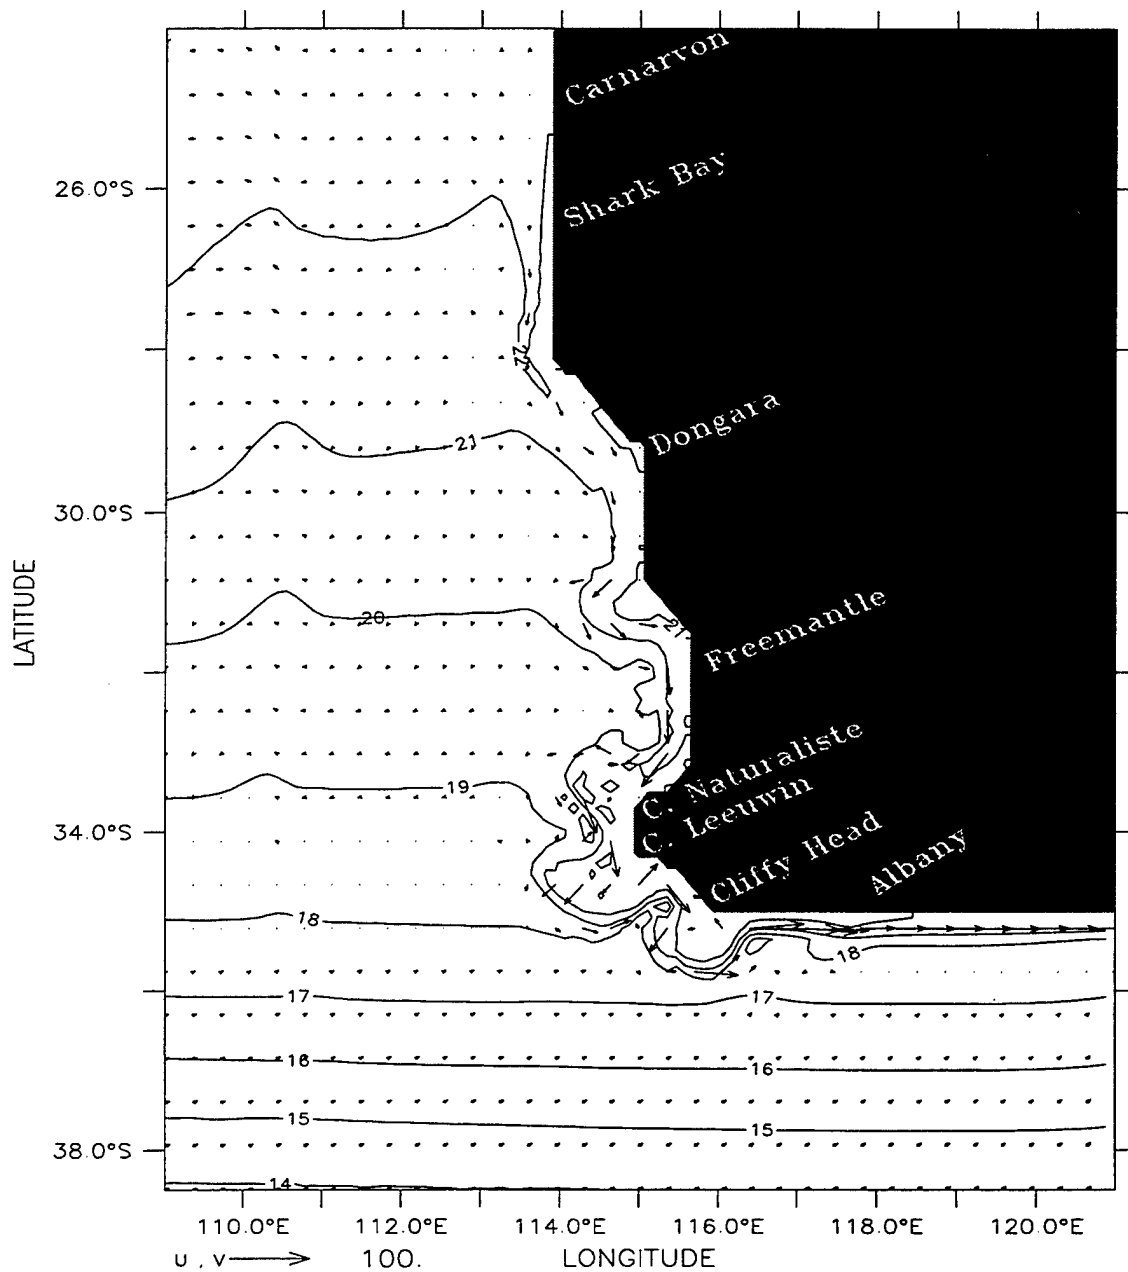 Carnarvon
26.0°S
Shark Bay
22
Dongara
21
30.0°S
LATITUDE
20
21
Freemantle
19
C. Naturaliste
34.0°S
C. Leeuwin
Cliffy Head
Albany
18
18
17
17
16
16
15
15
38.0°S
14
110.0°E 112.0°E 114.0°E 116.0°E 118.0°E 120.0°E
u , v 100. LONGITUDE